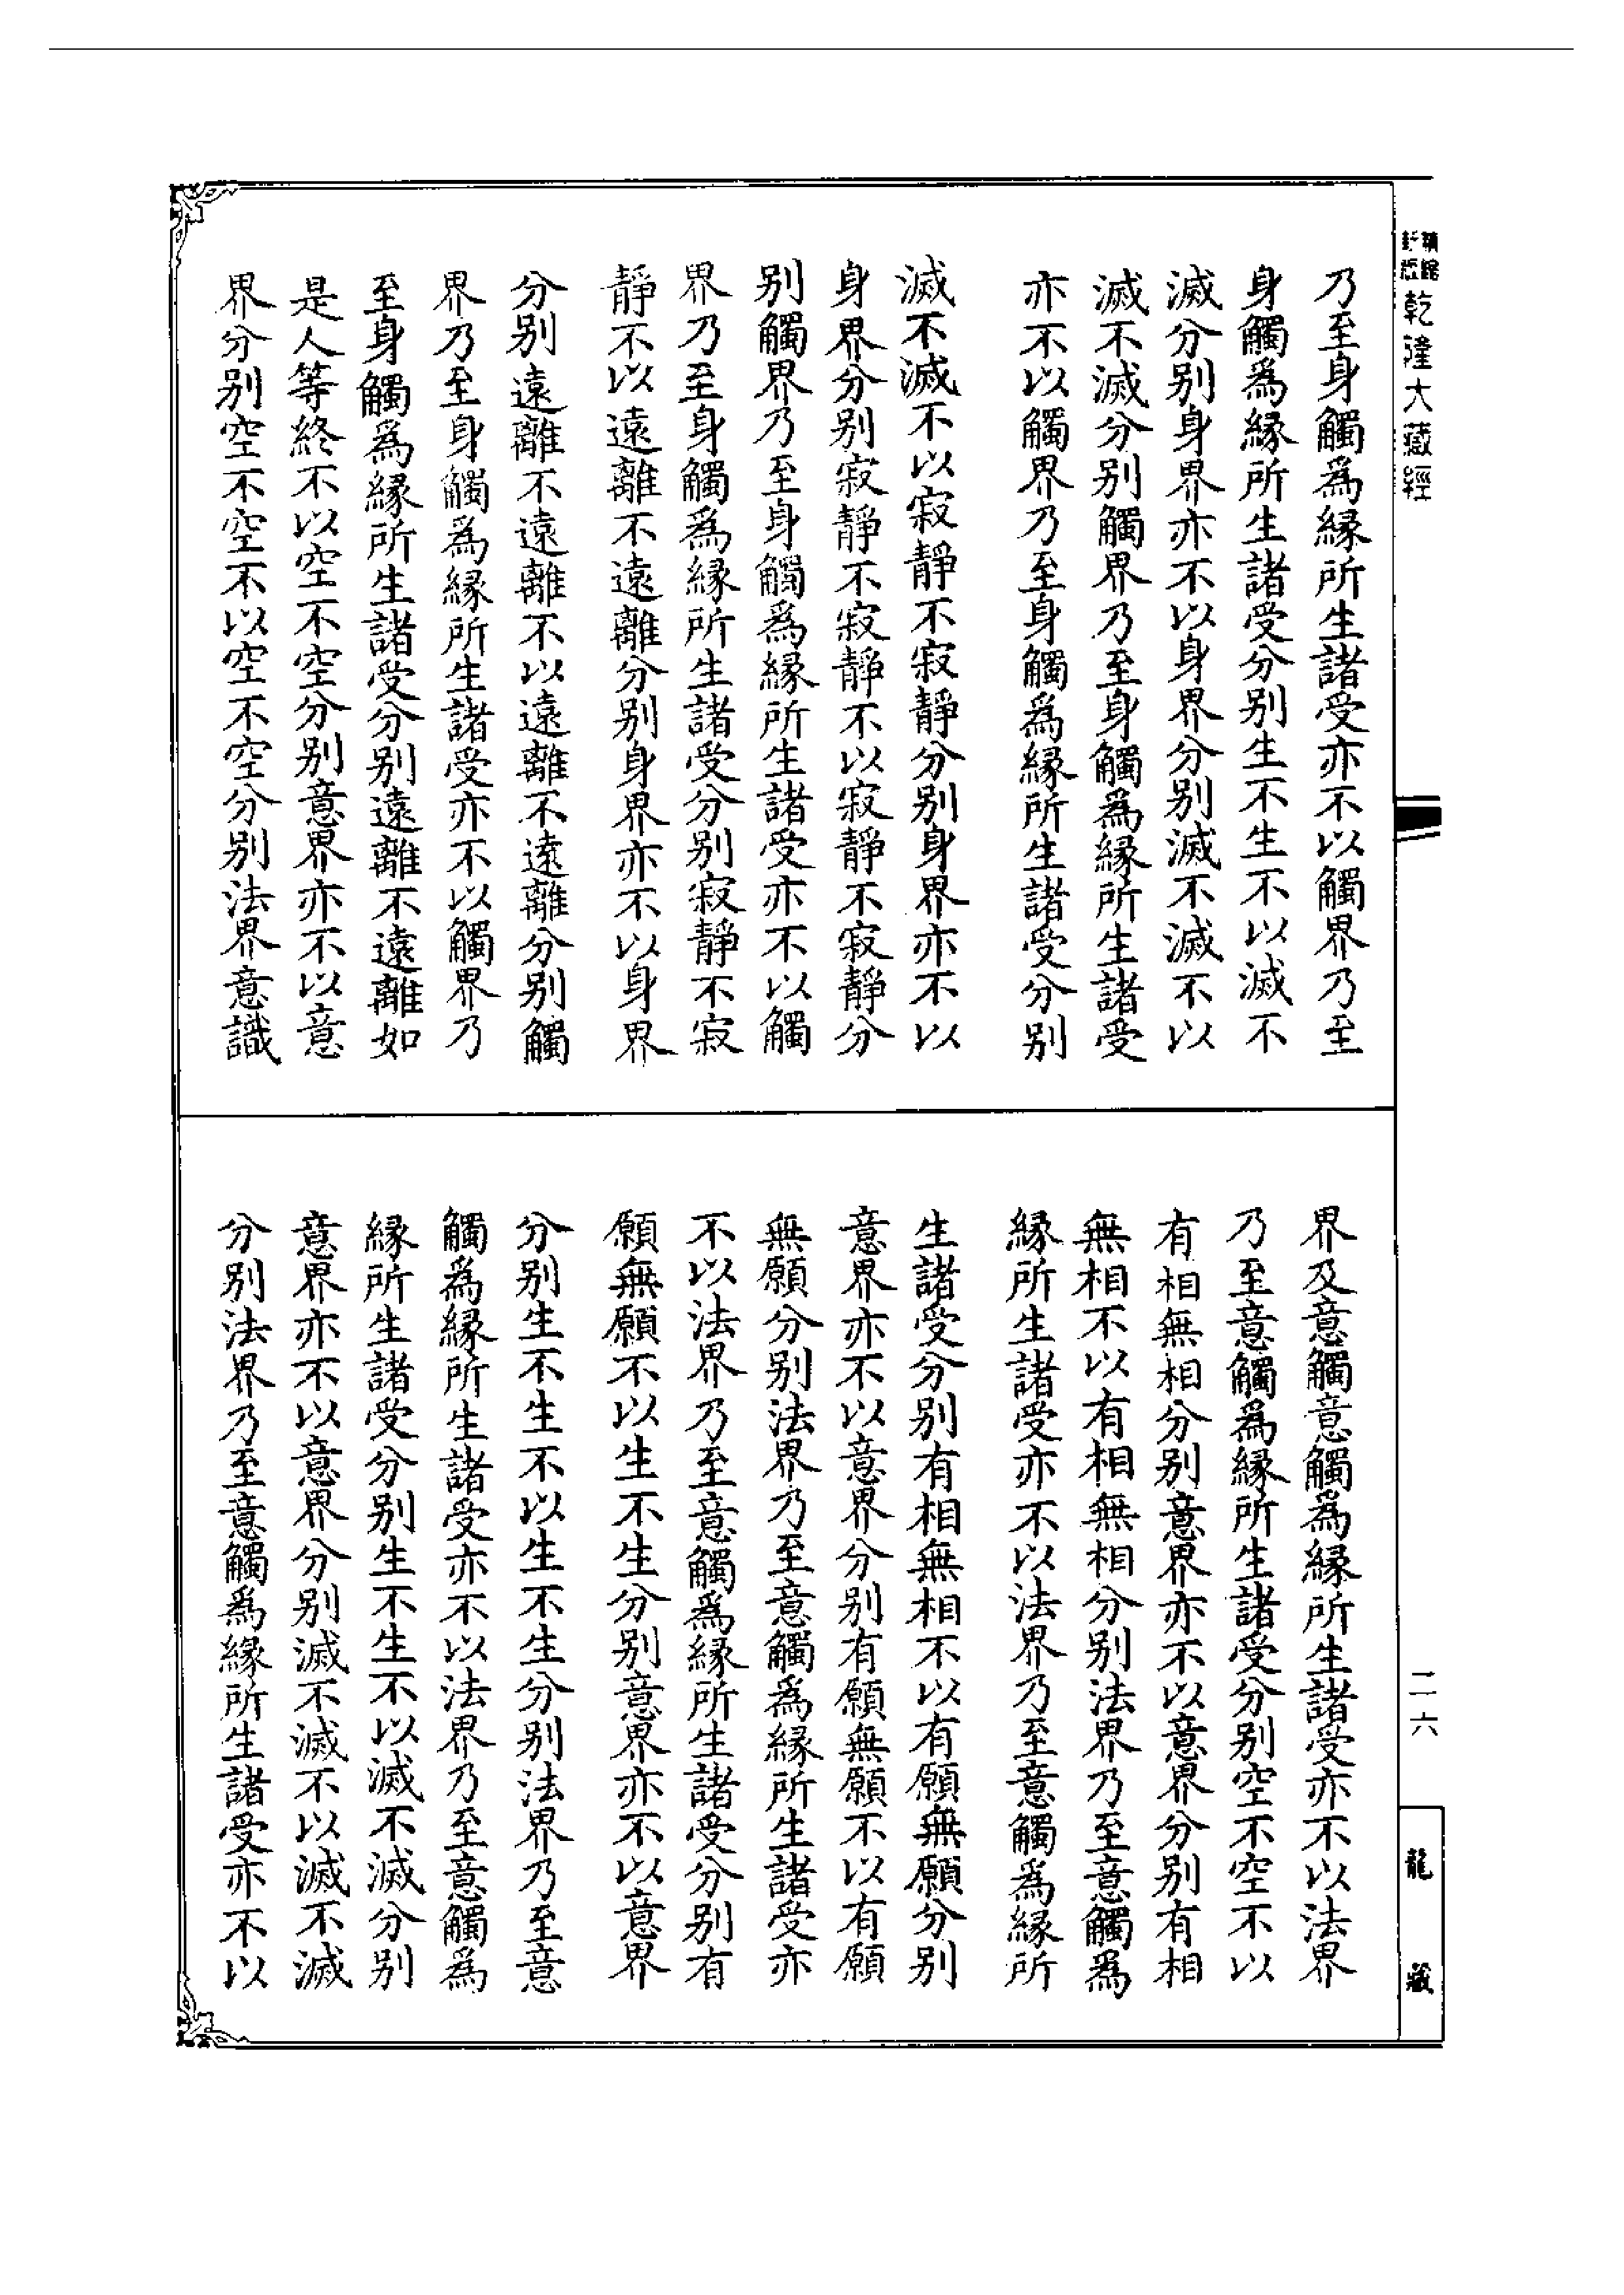 乾隆大藏經
乃至身觸為緣所生諸受亦不以觸界乃至
身觸為緣所生諸受分別生不生不以滅不
滅分別身界亦不以身界分別滅不滅不以
滅不滅分別觸界乃至身觸為緣所生諸受
亦不以觸界乃至身觸為緣所生諸受分別
滅不滅不以寂靜不寂靜分別身界亦不以
身界分別寂靜不寂靜不以寂靜不寂靜分
別觸界乃至身觸為緣所生諸受亦不以觸
界乃至身觸為緣所生諸受分別寂靜不寂
靜不以遠離不遠離分別身界亦不以身界
分別遠離不遠離不以遠離不遠離分別觸
界乃至身觸為緣所生諸受亦不以觸界乃
至身觸為緣所生諸受分別遠離不遠離如
是人等終不以空不空分別意界亦不以意
界分別空不空不以空不空分別法界意識
界及意觸意觸為緣所生諸受亦不以法界
乃至意觸為緣所生諸受分別空不空不以
有相無相分別意界亦不以意界分別有相
無相不以有相無相分別法界乃至意觸為
緣所生諸受亦不以法界乃至意觸為緣所
生諸受分別有相無相不以有願無願分別
意界亦不以意界分別有願無願不以有願
無願分別法界乃至意觸為緣所生諸受亦
不以法界乃至意觸為緣所生諸受分別有
願無願不以生不生分別意界亦不以意界
分別生不生不以生不生分別法界乃至意
觸為緣所生諸受亦不以法界乃至意觸為
緣所生諸受分別生不生不以滅不滅分別
意界亦不以意界分別滅不滅不以滅不滅
分別法界乃至意觸為緣所生諸受亦不以
二六
龍藏